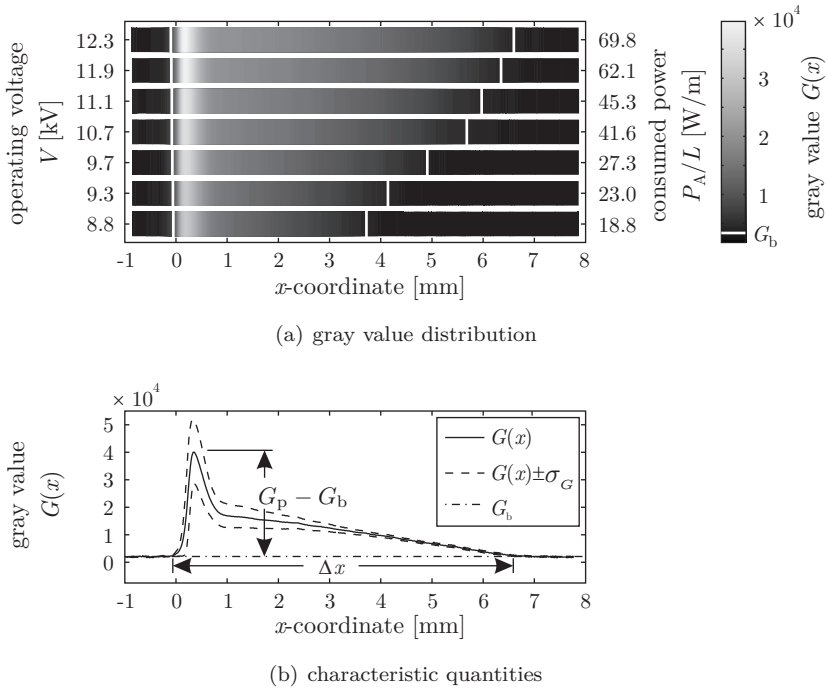 operating voltage
V [kV]
12.3
11.9
11.1
10.7
9.7
9.3
8.8
69.8
62.1
45.3
41.6
27.3
23.0
18.8
consumed power
P_A/L [W/m]
× 10⁴
3
2
1
G_b
gray value G(x)
-1 0 1 2 3 4 5 6 7 8
x-coordinate [mm]
(a) gray value distribution
× 10⁴
gray value
G(x)
5
4
3
2
1
0
G_p − G_b
Δx
G(x)
G(x)±σ_G
G_b
-1 0 1 2 3 4 5 6 7 8
x-coordinate [mm]
(b) characteristic quantities